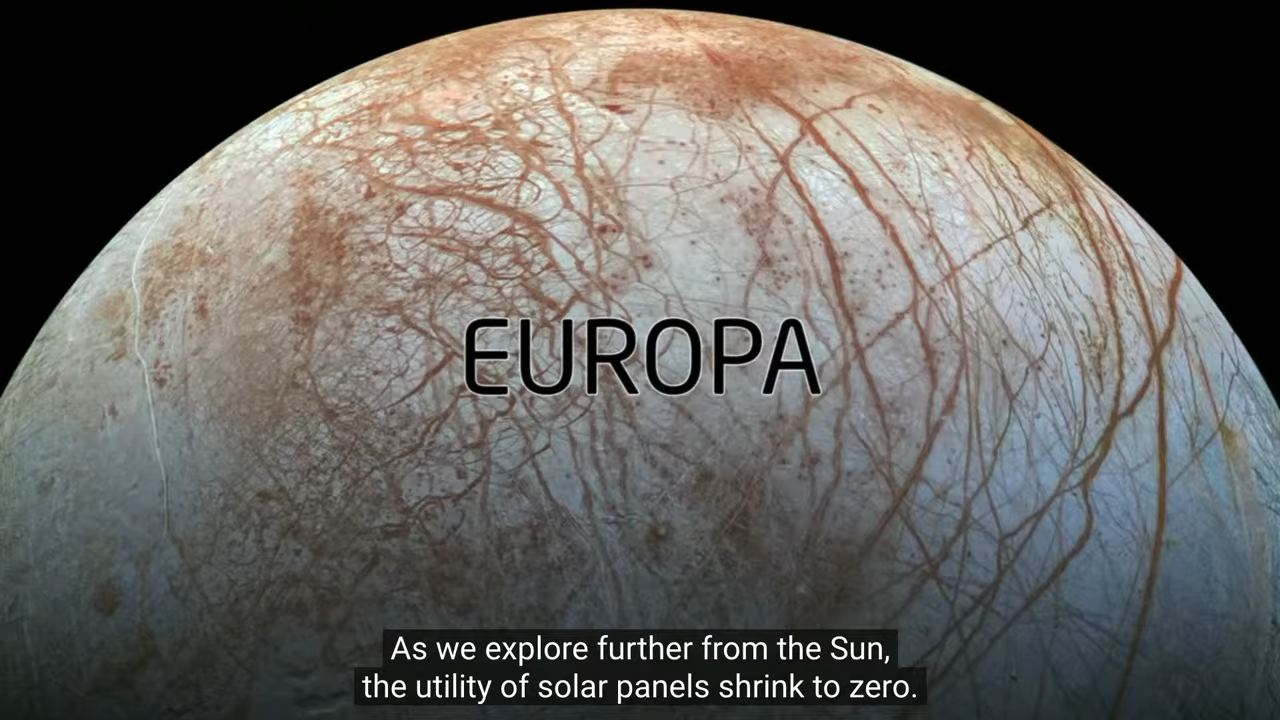 EUROPA
As we explore further from the Sun,
the utility of solar panels shrink to zero.